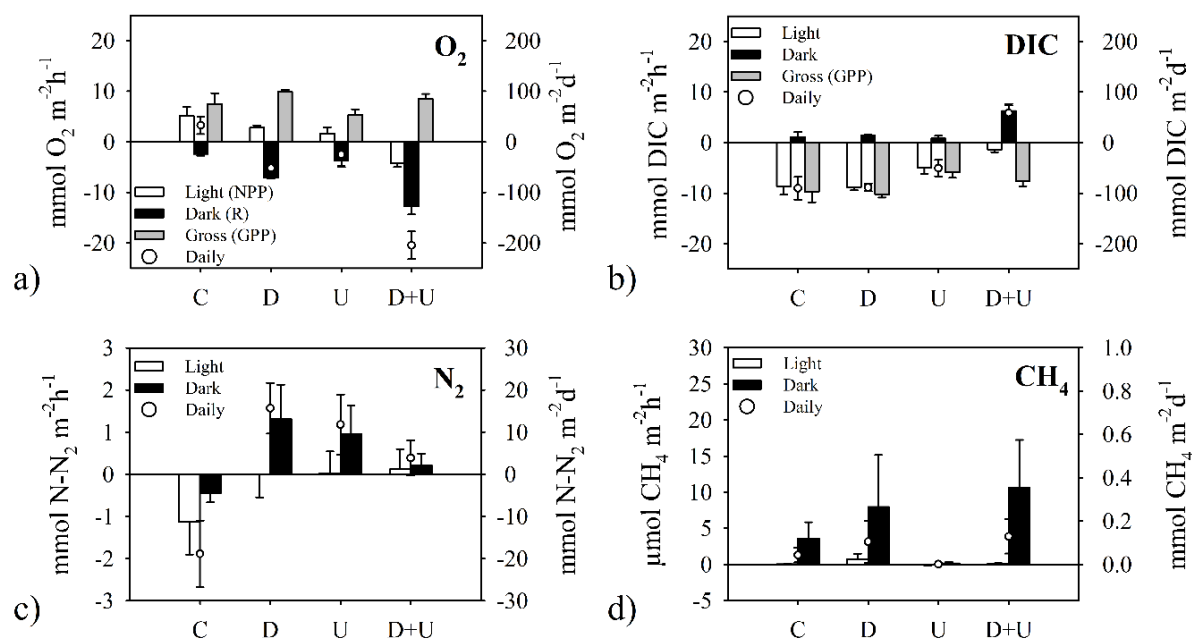 20
10
0
-10
-20
mmol O₂ m⁻²h⁻¹
O₂
Light (NPP)
Dark (R)
Gross (GPP)
Daily
200
100
0
-100
-200
mmol O₂ m⁻²d⁻¹
C D U D+U
a)
20
10
0
-10
-20
mmol DIC m⁻²h⁻¹
DIC
Light
Dark
Gross (GPP)
Daily
200
100
0
-100
-200
mmol DIC m⁻²d⁻¹
C D U D+U
b)
3
2
1
0
-1
-2
-3
mmol N-N₂ m⁻²h⁻¹
N₂
Light
Dark
Daily
30
20
10
0
-10
-20
-30
mmol N-N₂ m⁻²d⁻¹
C D U D+U
c)
30
25
20
15
10
5
0
-5
µmol CH₄ m⁻²h⁻¹
CH₄
Light
Dark
Daily
1.0
0.8
0.6
0.4
0.2
0.0
mmol CH₄ m⁻²d⁻¹
C D U D+U
d)